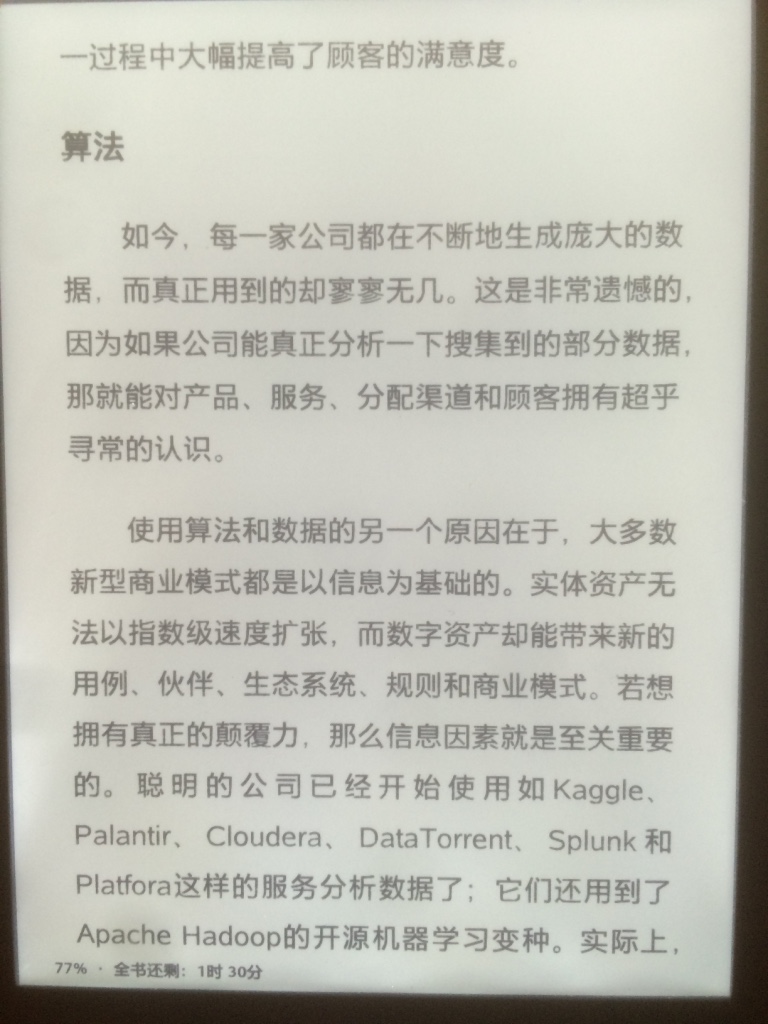 一过程中大幅提高了顾客的满意度。
算法
如今，每一家公司都在不断地生成庞大的数
据，而真正用到的却寥寥无几。这是非常遗憾的，
因为如果公司能真正分析一下搜集到的部分数据，
那就能对产品、服务、分配渠道和顾客拥有超乎
寻常的认识。
使用算法和数据的另一个原因在于，大多数
新型商业模式都是以信息为基础的。实体资产无
法以指数级速度扩张，而数字资产却能带来新的
用例、伙伴、生态系统、规则和商业模式。若想
拥有真正的颠覆力，那么信息因素就是至关重要
的。聪明的公司已经开始使用如Kaggle、
Palantir、 Cloudera、 DataTorrent、 Splunk 和
Platfora这样的服务分析数据了；它们还用到了
Apache Hadoop的开源机器学习变种。实际上，
77% · 全书还剩：1时 30分